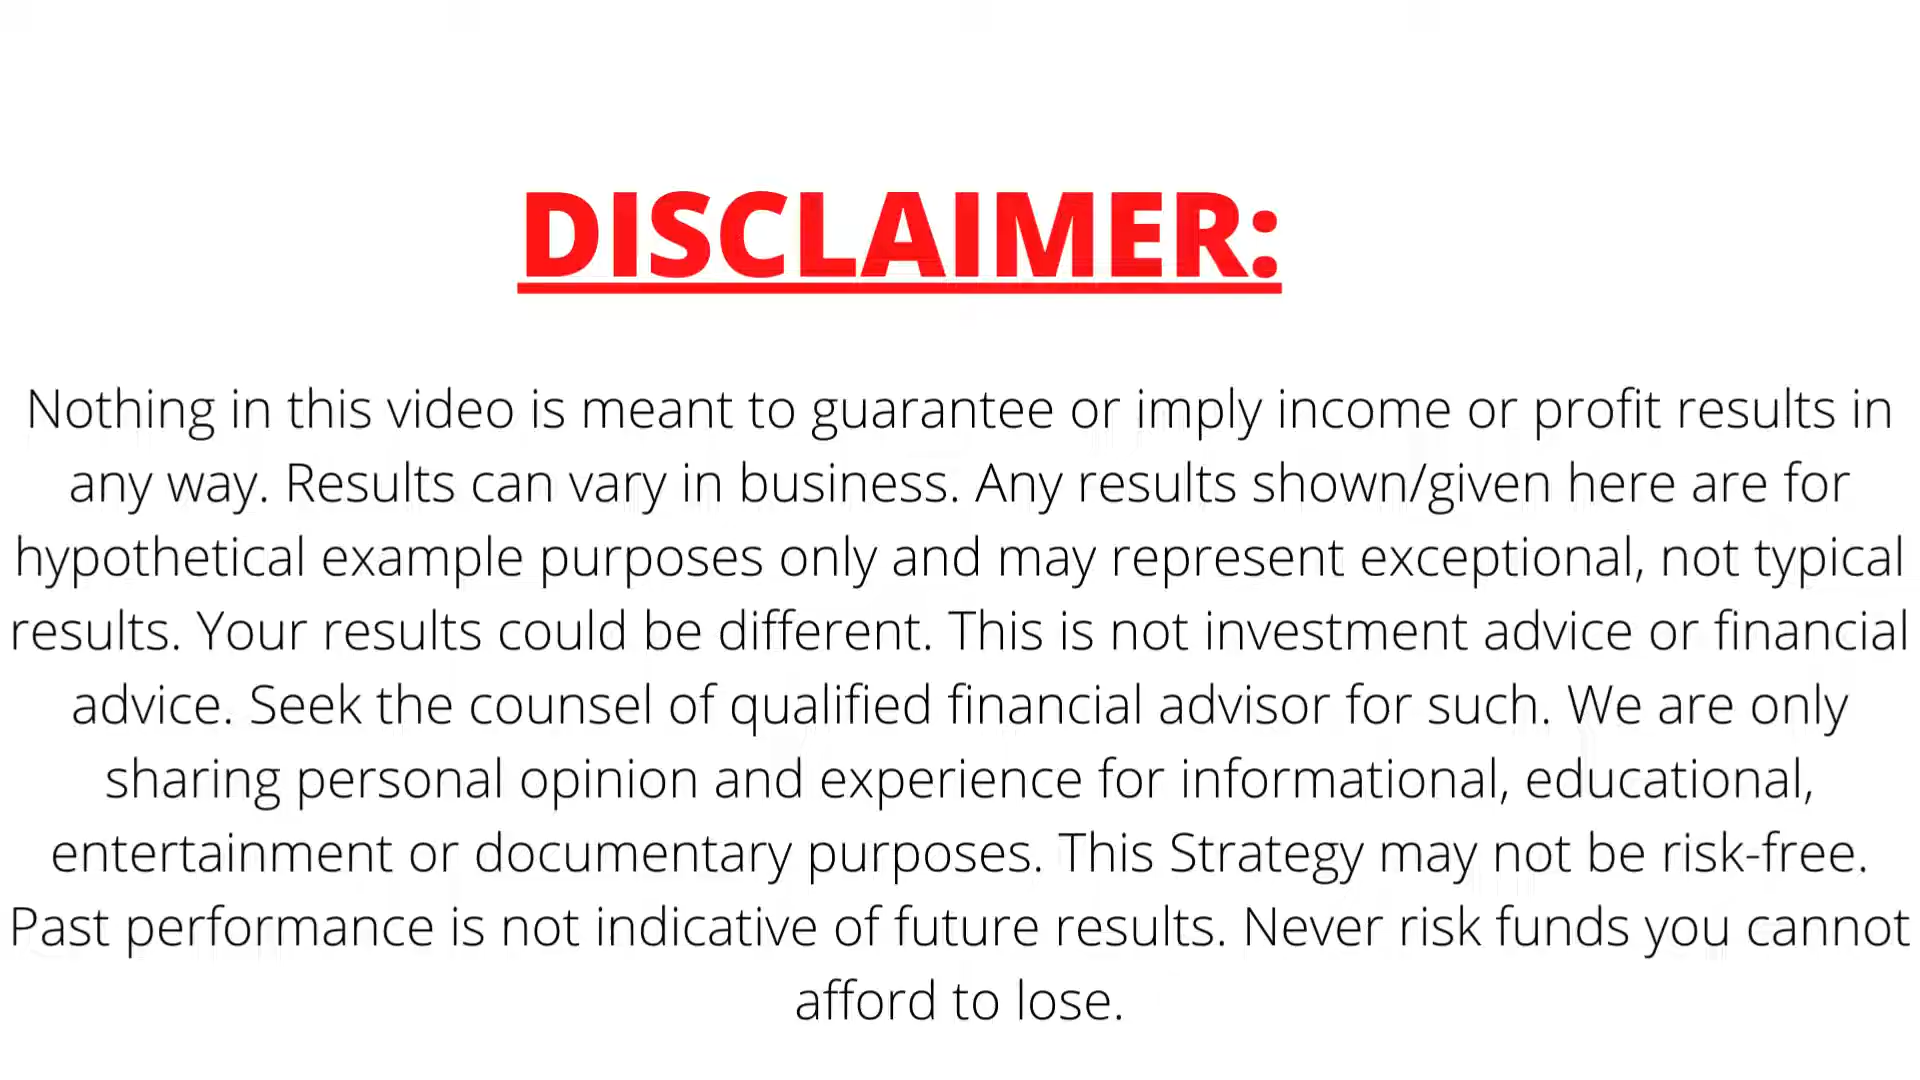 DISCLAIMER:
Nothing in this video is meant to guarantee or imply income or profit results in
any way. Results can vary in business. Any results shown/given here are for
hypothetical example purposes only and may represent exceptional, not typical
results. Your results could be different. This is not investment advice or financial
advice. Seek the counsel of qualified financial advisor for such. We are only
sharing personal opinion and experience for informational, educational,
entertainment or documentary purposes. This Strategy may not be risk-free.
Past performance is not indicative of future results. Never risk funds you cannot
afford to lose.